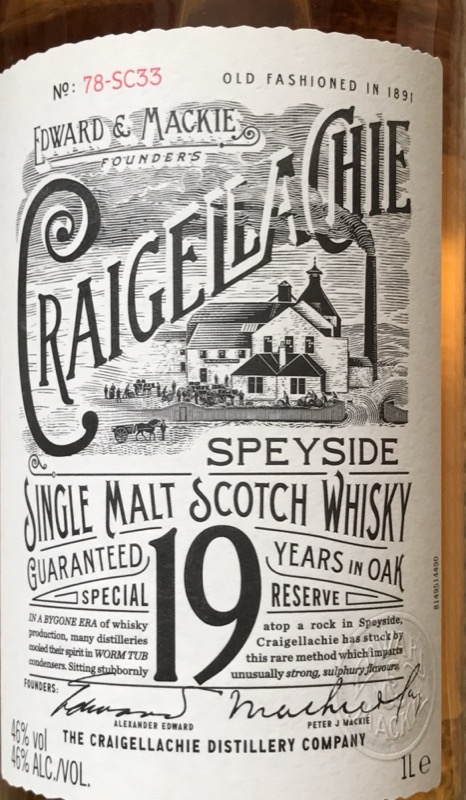 No: 78-SC33
OLD FASHIONED IN 1891
EDWARD & MACKIE
FOUNDER'S
CRAIGELLACHIE
SPEYSIDE
SINGLE MALT SCOTCH WHISKY
GUARANTEED 19 YEARS IN OAK
SPECIAL RESERVE
IN A BYGONE ERA of whisky
production, many distilleries
cooled their spirit in WORM TUB
condensers. Sitting stubbornly
atop a rock in Speyside,
Craigellachie has stuck by
this rare method which imparts
unusually strong, sulphury flavours.
8149514490
FOUNDERS:
ALEXANDER EDWARD
PETER J MACKIE
46% vol
46% ALC./VOL.
THE CRAIGELLACHIE DISTILLERY COMPANY
1L e